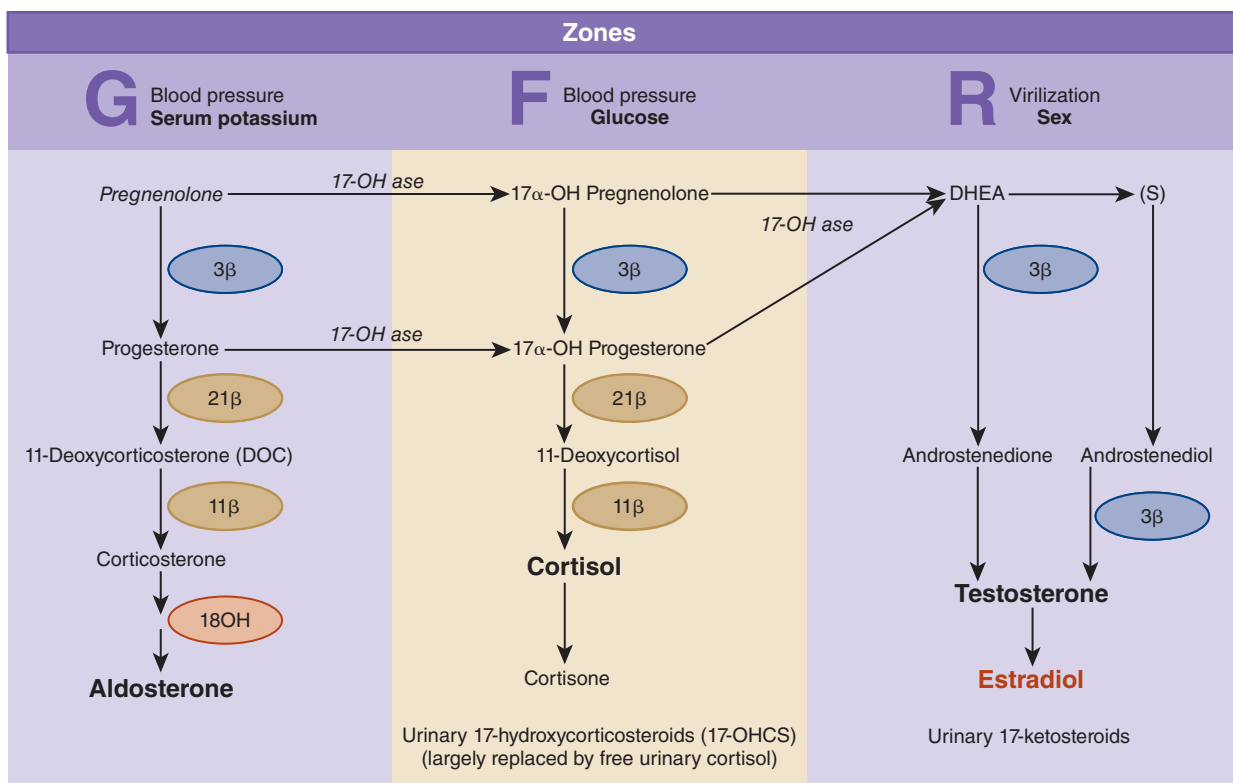 Zones
G
Blood pressure
Serum potassium
F
Blood pressure
Glucose
R
Virilization
Sex
Pregnenolone
17-OH ase
17α-OH Pregnenolone
DHEA
(S)
17-OH ase
3β
3β
3β
Progesterone
17-OH ase
17α-OH Progesterone
21β
21β
11-Deoxycorticosterone (DOC)
11-Deoxycortisol
Androstenedione
Androstenediol
11β
11β
3β
Corticosterone
Cortisol
Testosterone
18OH
Aldosterone
Cortisone
Estradiol
Urinary 17-hydroxycorticosteroids (17-OHCS)
(largely replaced by free urinary cortisol)
Urinary 17-ketosteroids